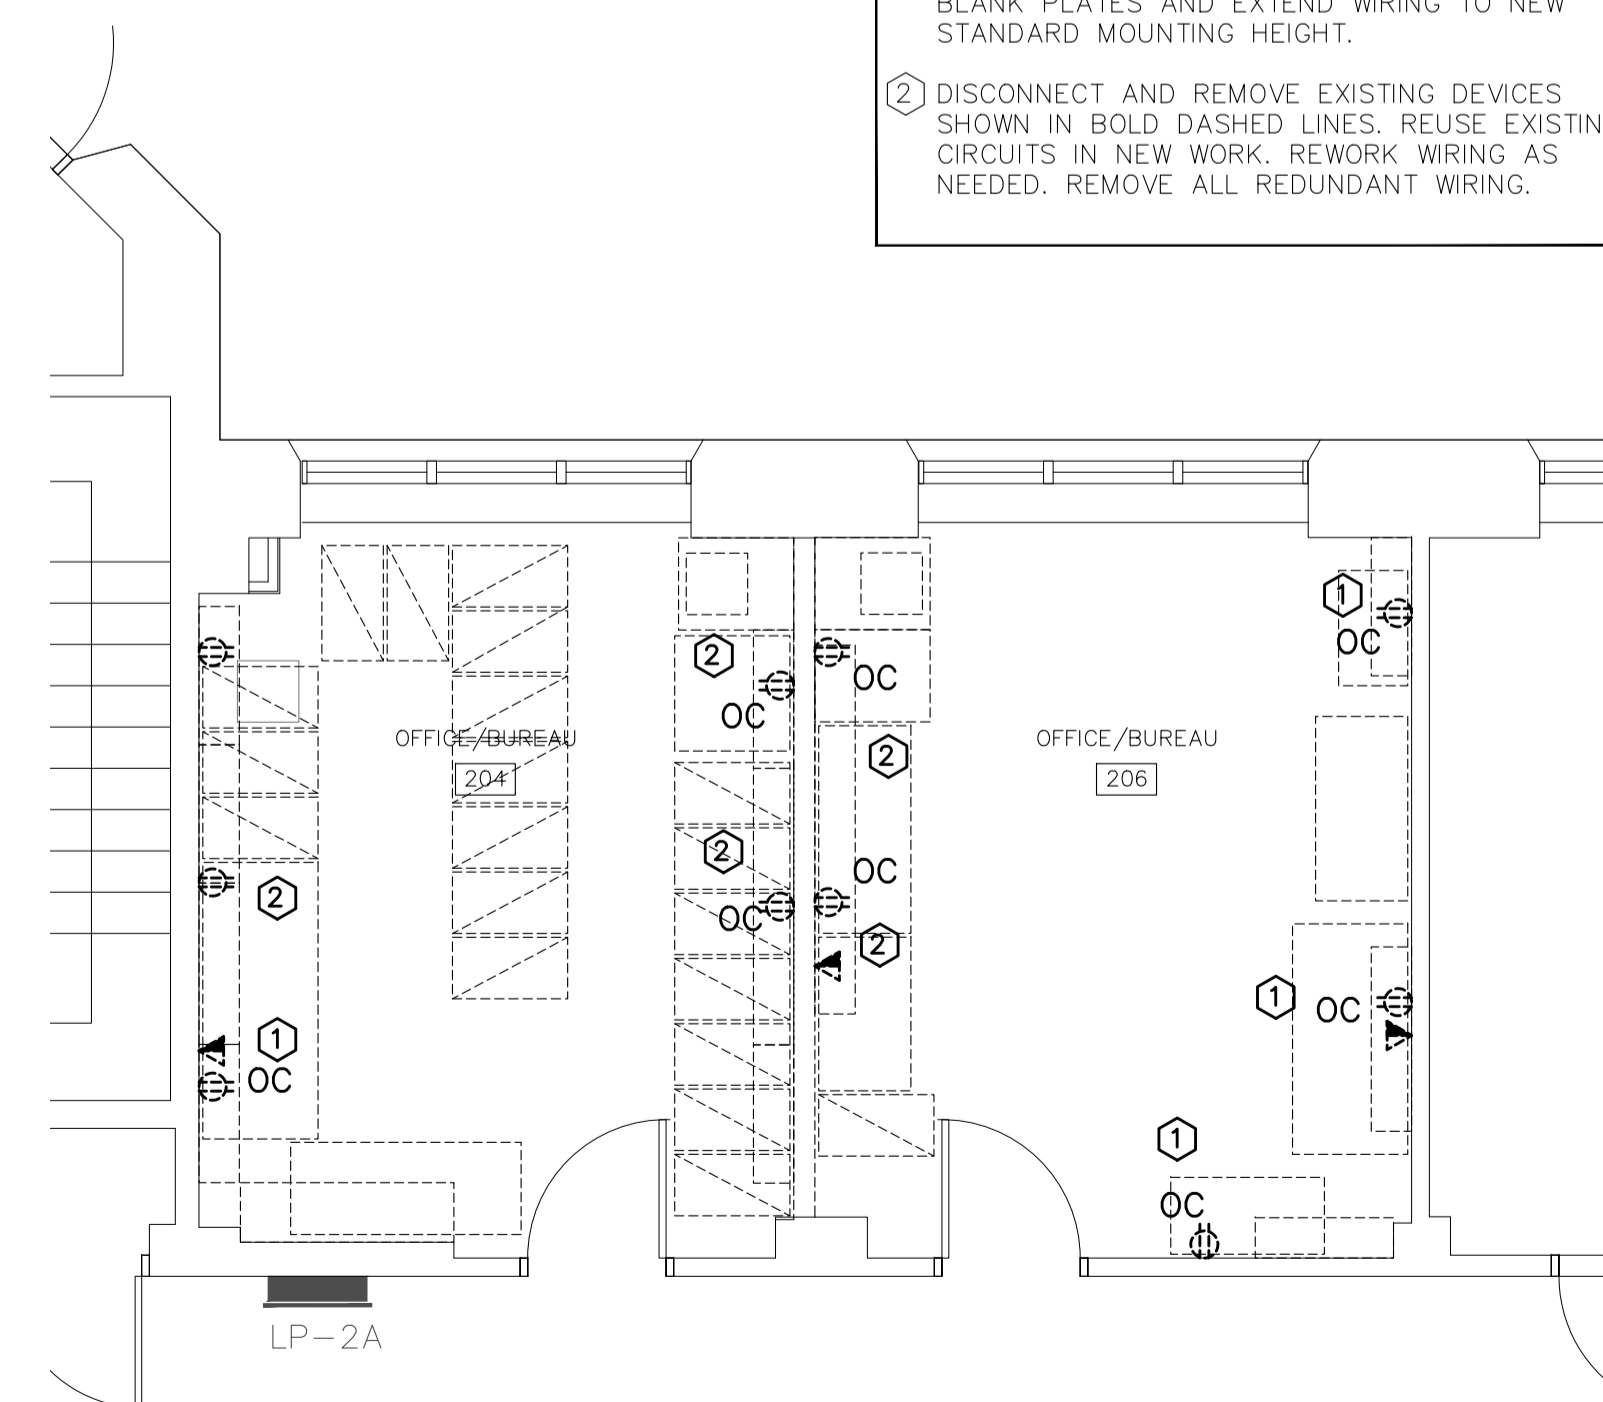 BLANK PLATES AND EXTEND WIRING TO NEW
STANDARD MOUNTING HEIGHT.
2 DISCONNECT AND REMOVE EXISTING DEVICES
SHOWN IN BOLD DASHED LINES. REUSE EXISTIN
CIRCUITS IN NEW WORK. REWORK WIRING AS
NEEDED. REMOVE ALL REDUNDANT WIRING.
1
OC
2
OC
OC
OFFICE/BUREAU
204
2
OFFICE/BUREAU
206
2
OC
2
OC
2
1
OC
1
OC
1
OC
OC
LP-2A